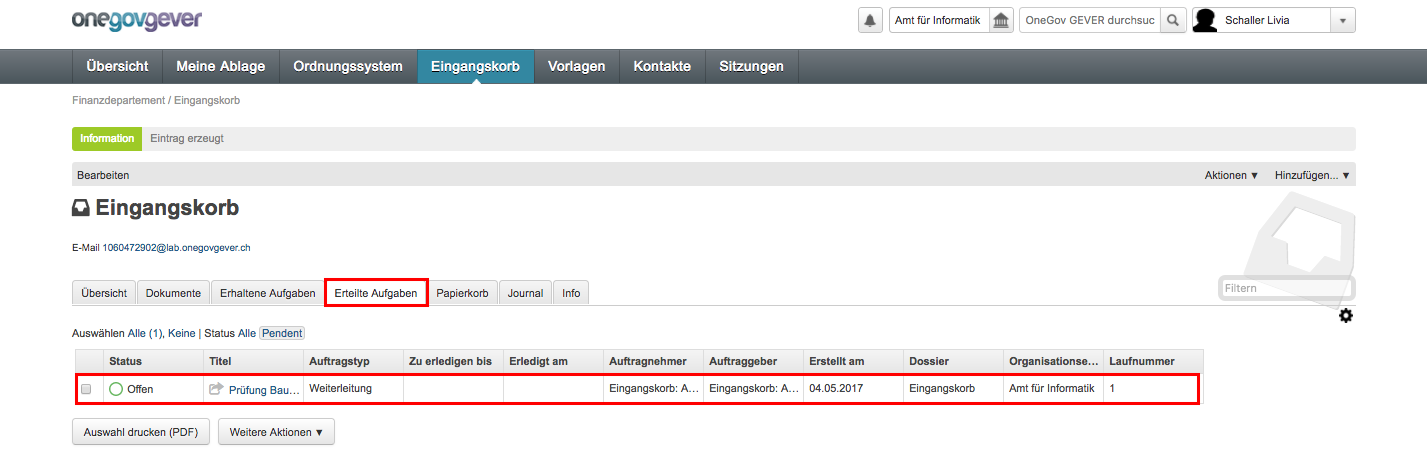 onegovgever
Amt für Informatik
OneGov GEVER durchsuc
Schaller Livia
Übersicht Meine Ablage Ordnungssystem Eingangskorb Vorlagen Kontakte Sitzungen
Finanzdepartement / Eingangskorb
Information Eintrag erzeugt
Bearbeiten Aktionen ▼ Hinzufügen... ▼
Eingangskorb
E-Mail 1060472902@lab.onegovgever.ch
Übersicht Dokumente Erhaltene Aufgaben Erteilte Aufgaben Papierkorb Journal Info
Filtern
Auswählen Alle (1), Keine | Status Alle Pendent
Status Titel Auftragstyp Zu erledigen bis Erledigt am Auftragnehmer Auftraggeber Erstellt am Dossier Organisationse... Laufnummer
Offen Prüfung Bau... Weiterleitung Eingangskorb: A... Eingangskorb: A... 04.05.2017 Eingangskorb Amt für Informatik 1
Auswahl drucken (PDF) Weitere Aktionen ▼